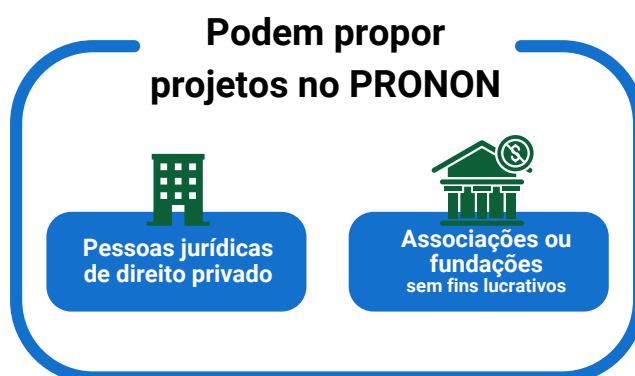 Podem propor
projetos no PRONON
Pessoas jurídicas
de direito privado
Associações ou
fundações
sem fins lucrativos